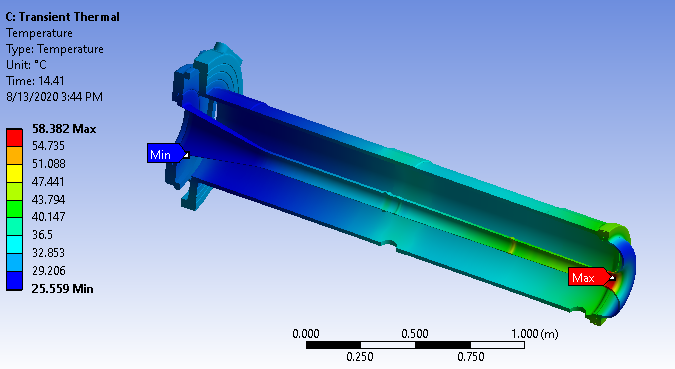 C: Transient Thermal
Temperature
Type: Temperature
Unit: °C
Time: 14.41
8/13/2020 3:44 PM
58.382 Max
54.735
51.088
47.441
43.794
40.147
36.5
32.853
29.206
25.559 Min
Min
Max
0.000 0.500 1.000 (m)
0.250 0.750